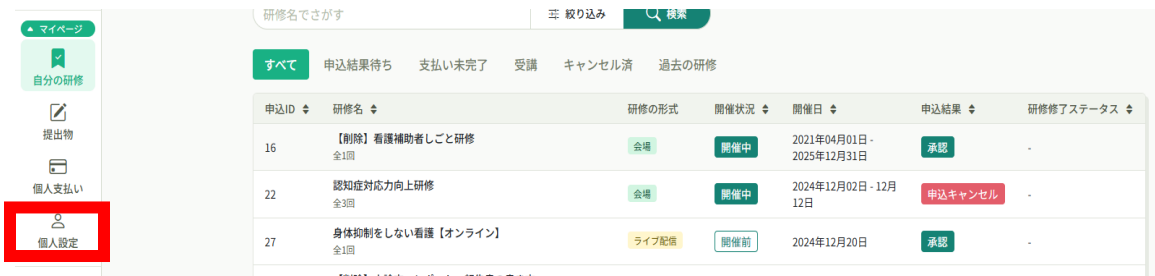 研修名でさがす
絞り込み
検索
マイページ
自分の研修
提出物
個人支払い
個人設定
すべて 申込結果待ち 支払い未完了 受講 キャンセル済 過去の研修
申込ID 研修名 研修の形式 開催状況 開催日 申込結果 研修修了ステータス
16 【削除】看護補助者しごと研修 会場 開催中 2021年04月01日 - 承認 -
全1回 2025年12月31日
22 認知症対応力向上研修 会場 開催中 2024年12月02日 - 12月 申込キャンセル -
全3回 12日
27 身体抑制をしない看護【オンライン】 ライブ配信 開催前 2024年12月20日 承認 -
全1回